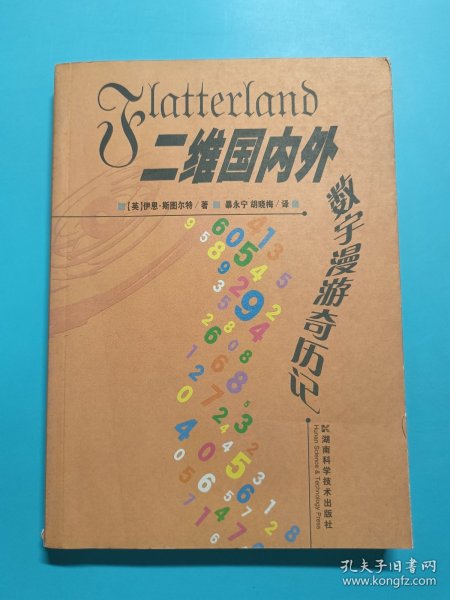 Flatterland
二维国内外
[英]伊恩·斯图尔特/著 暴永宁 胡晓梅/译
数字漫游奇历记
湖南科学技术出版社
Hunan Science & Technology Press
孔夫子旧书网
www.kongfz.com